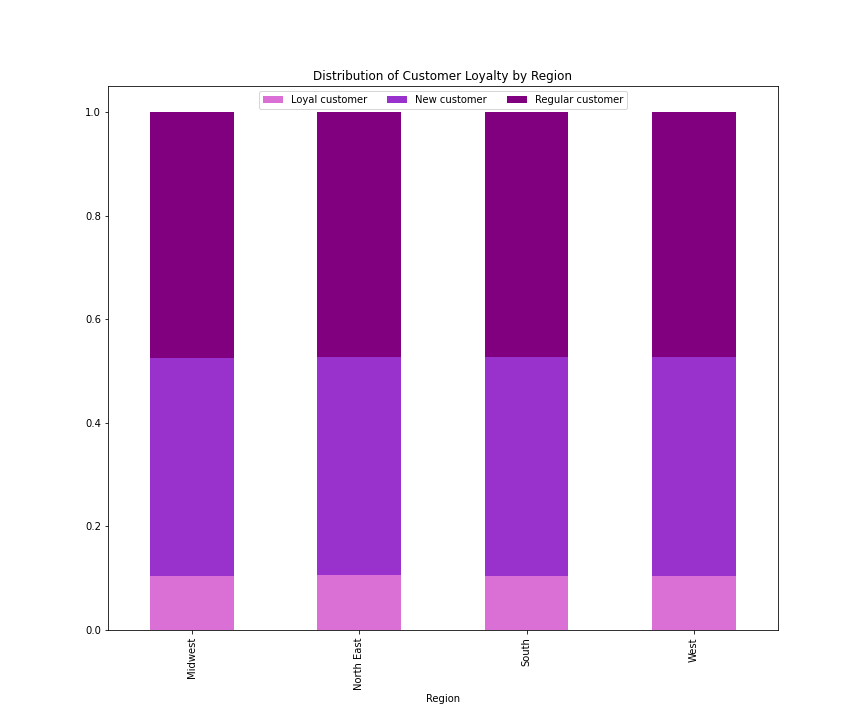 Distribution of Customer Loyalty by Region
Loyal customer New customer Regular customer
1.0
0.8
0.6
0.4
0.2
0.0
Midwest
North East
South
West
Region